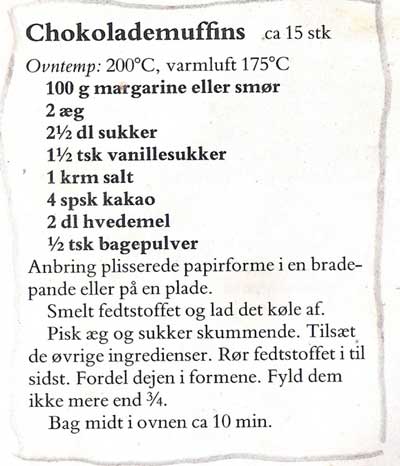 Chokolademuffins ca 15 stk
Ovntemp: 200°C, varmluft 175°C
100 g margarine eller smør
2 æg
2½ dl sukker
1½ tsk vanillesukker
1 krm salt
4 spsk kakao
2 dl hvedemel
½ tsk bagepulver
Anbring plisserede papirforme i en brade-
pande eller på en plade.
Smelt fedtstoffet og lad det køle af.
Pisk æg og sukker skummende. Tilsæt
de øvrige ingredienser. Rør fedtstoffet i til
sidst. Fordel dejen i formene. Fyld dem
ikke mere end ¾.
Bag midt i ovnen ca 10 min.